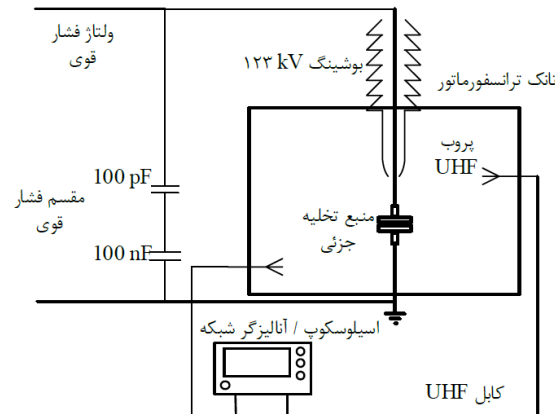 ولتاژ فشار
قوی
بوشینگ ۱۲۳ kV
تانک ترانسفورماتور
پروب
UHF
100 pF
مقسم فشار
قوی
100 nF
منبع تخلیه
جزئی
اسیلوسکوپ / آنالیزگر شبکه
کابل UHF